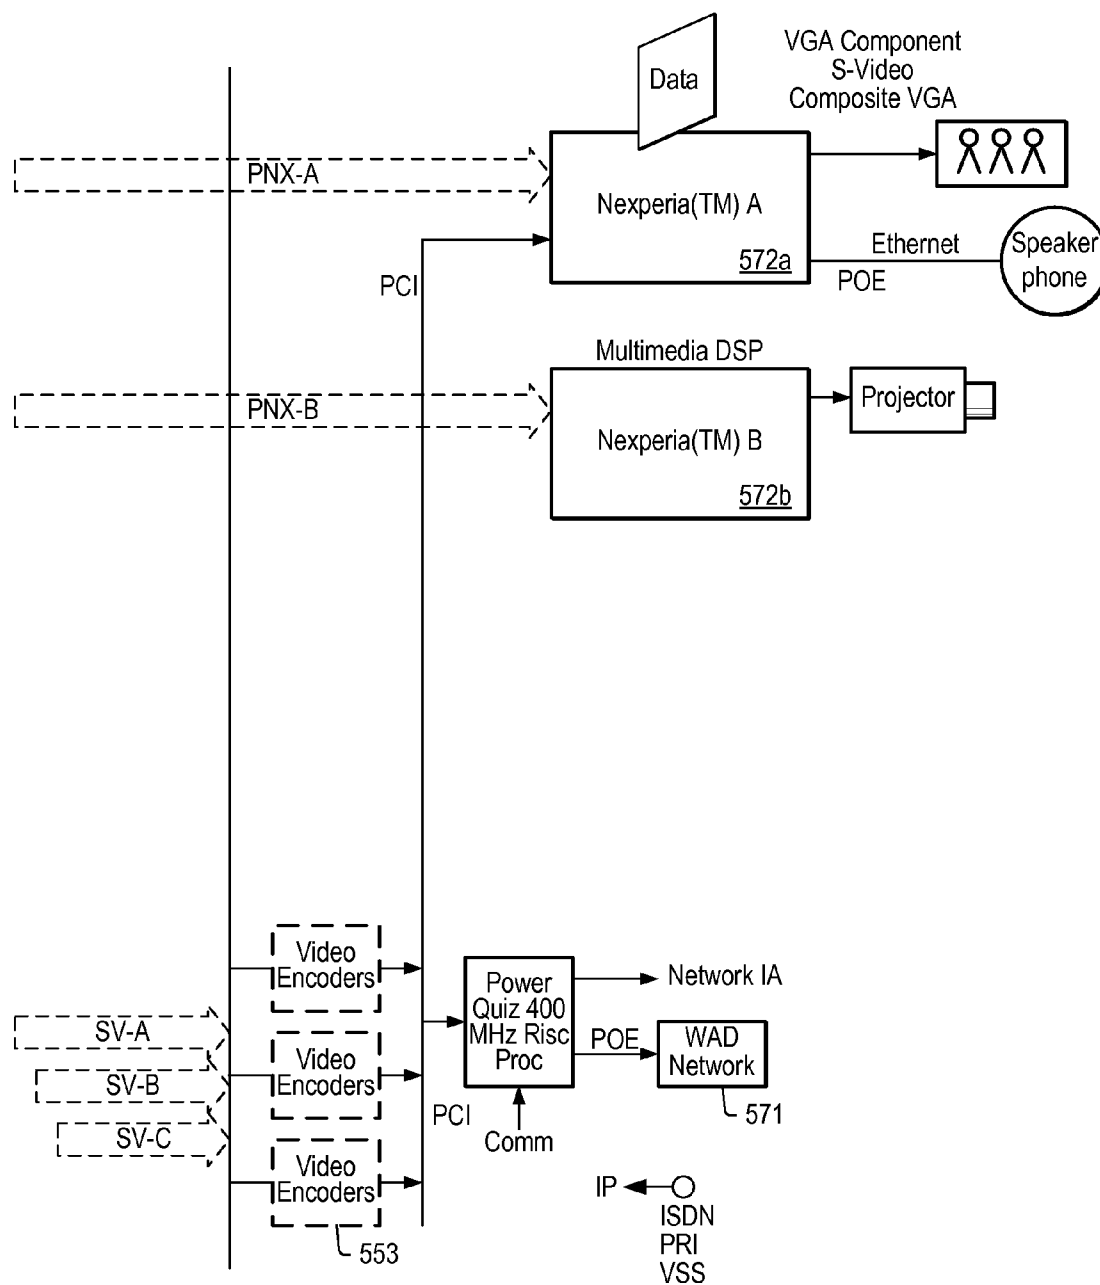 VGA Component
S-Video
Composite VGA
Data
PNX-A
Nexperia(TM) A
572a
Ethernet
POE
Speaker
phone
PCI
Multimedia DSP
PNX-B
Nexperia(TM) B
572b
Projector
Video
Encoders
Video
Encoders
Video
Encoders
553
SV-A
SV-B
SV-C
PCI
Power
Quiz 400
MHz Risc
Proc
Comm
Network IA
POE
WAD
Network
571
IP
ISDN
PRI
VSS